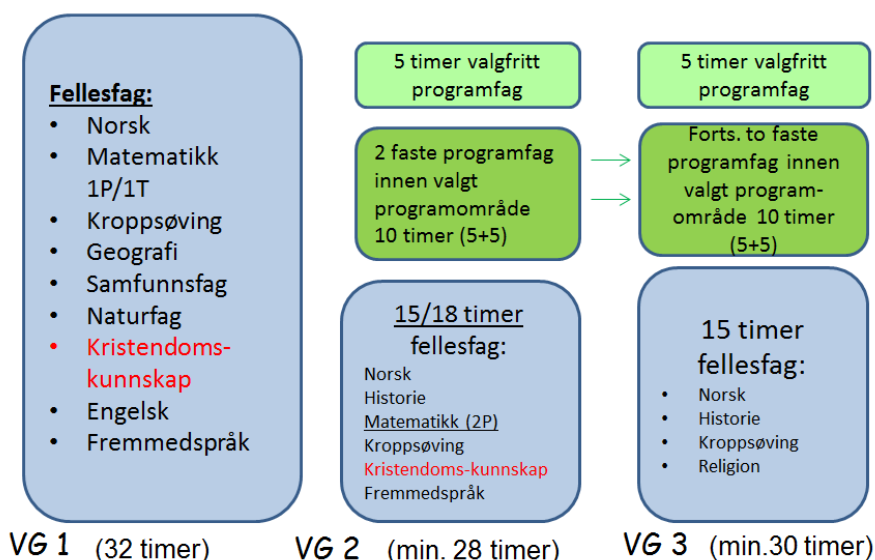 Fellesfag:
• Norsk
• Matematikk
1P/1T
• Kroppsøving
• Geografi
• Samfunnsfag
• Naturfag
• Kristendoms-
kunnskap
• Engelsk
• Fremmedspråk
VG 1 (32 timer)
5 timer valgfritt
programfag
2 faste programfag
innen valgt
programområde
10 timer (5+5)
15/18 timer
fellesfag:
Norsk
Historie
Matematikk (2P)
Kroppsøving
Kristendoms-kunnskap
Fremmedspråk
VG 2 (min. 28 timer)
5 timer valgfritt
programfag
Forts. to faste
programfag innen
valgt program-
område 10 timer
(5+5)
15 timer
fellesfag:
• Norsk
• Historie
• Kroppsøving
• Religion
VG 3 (min.30 timer)